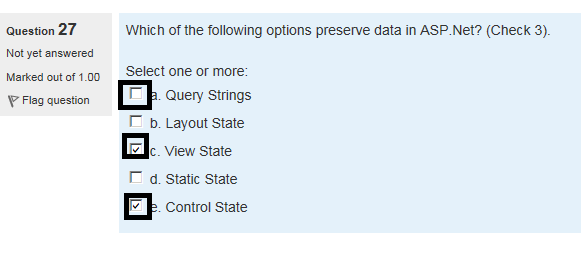 Question 27
Not yet answered
Marked out of 1.00
Flag question
Which of the following options preserve data in ASP.Net? (Check 3).
Select one or more:
a. Query Strings
b. Layout State
c. View State
d. Static State
e. Control State